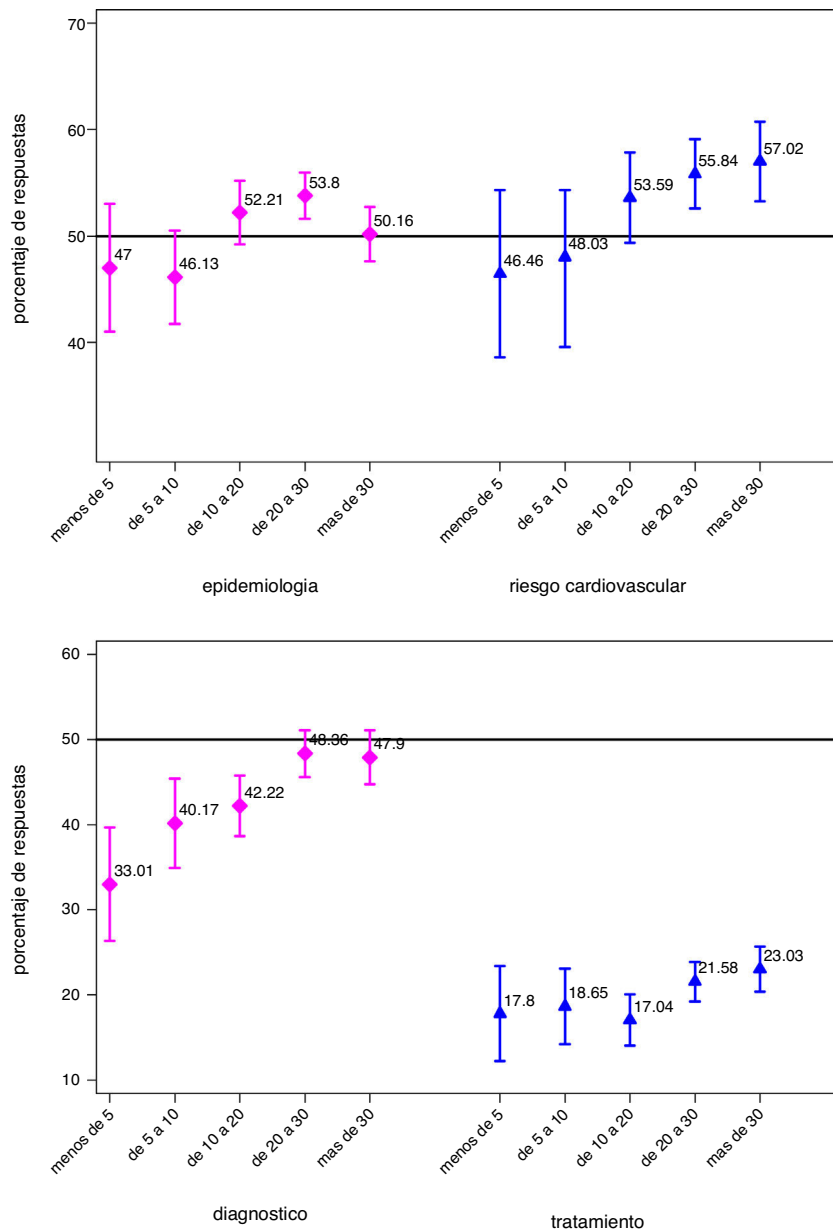 70
60
50
40
porcentaje de respuestas
47
46.13
52.21
53.8
50.16
46.46
48.03
53.59
55.84
57.02
menos de 5
de 5 a 10
de 10 a 20
de 20 a 30
mas de 30
menos de 5
de 5 a 10
de 10 a 20
de 20 a 30
mas de 30
epidemiologia
riesgo cardiovascular
60
50
40
30
20
10
porcentaje de respuestas
33.01
40.17
42.22
48.36
47.9
17.8
18.65
17.04
21.58
23.03
menos de 5
de 5 a 10
de 10 a 20
de 20 a 30
mas de 30
menos de 5
de 5 a 10
de 10 a 20
de 20 a 30
mas de 30
diagnostico
tratamiento